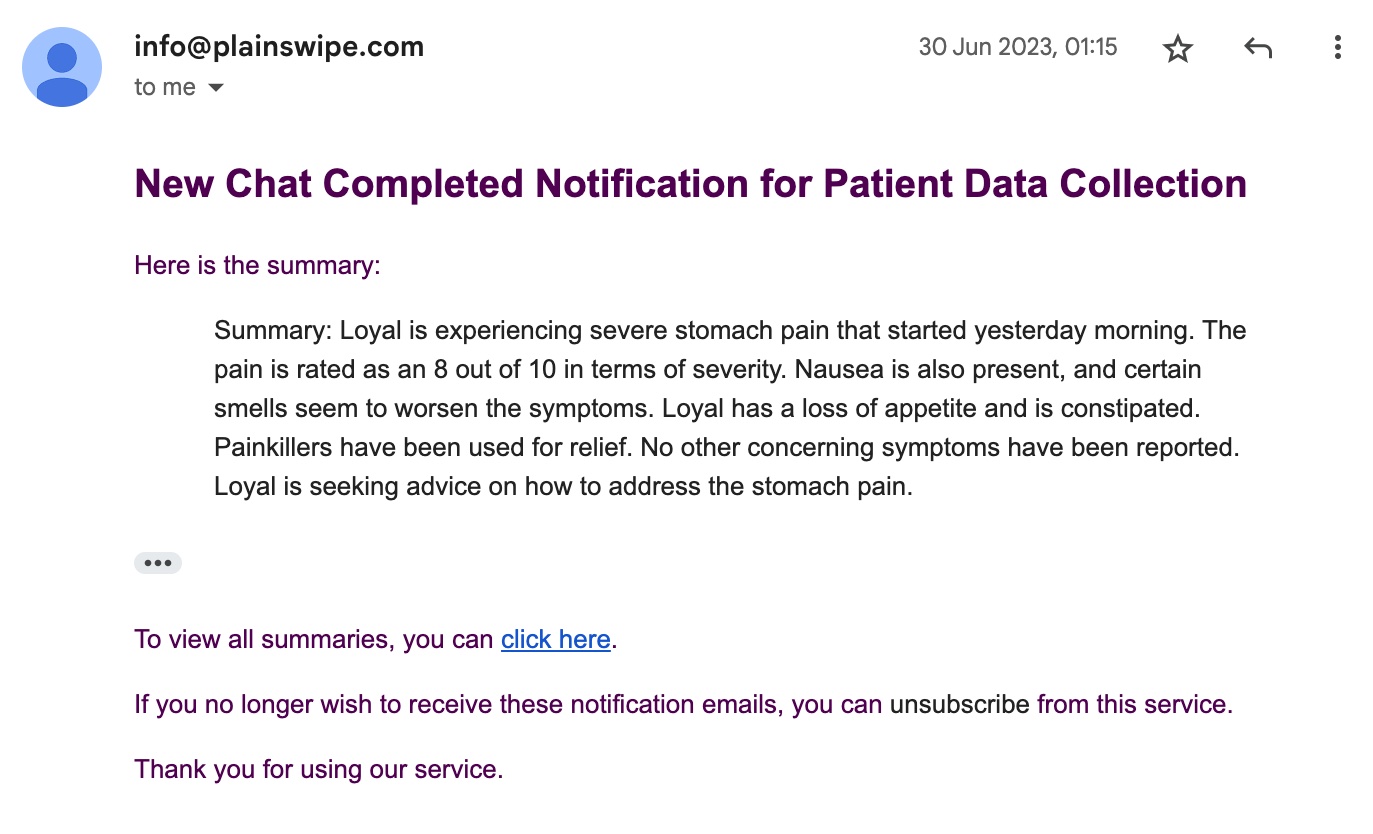 info@plainswipe.com
30 Jun 2023, 01:15
to me
New Chat Completed Notification for Patient Data Collection
Here is the summary:
Summary: Loyal is experiencing severe stomach pain that started yesterday morning. The
pain is rated as an 8 out of 10 in terms of severity. Nausea is also present, and certain
smells seem to worsen the symptoms. Loyal has a loss of appetite and is constipated.
Painkillers have been used for relief. No other concerning symptoms have been reported.
Loyal is seeking advice on how to address the stomach pain.
To view all summaries, you can click here.
If you no longer wish to receive these notification emails, you can unsubscribe from this service.
Thank you for using our service.